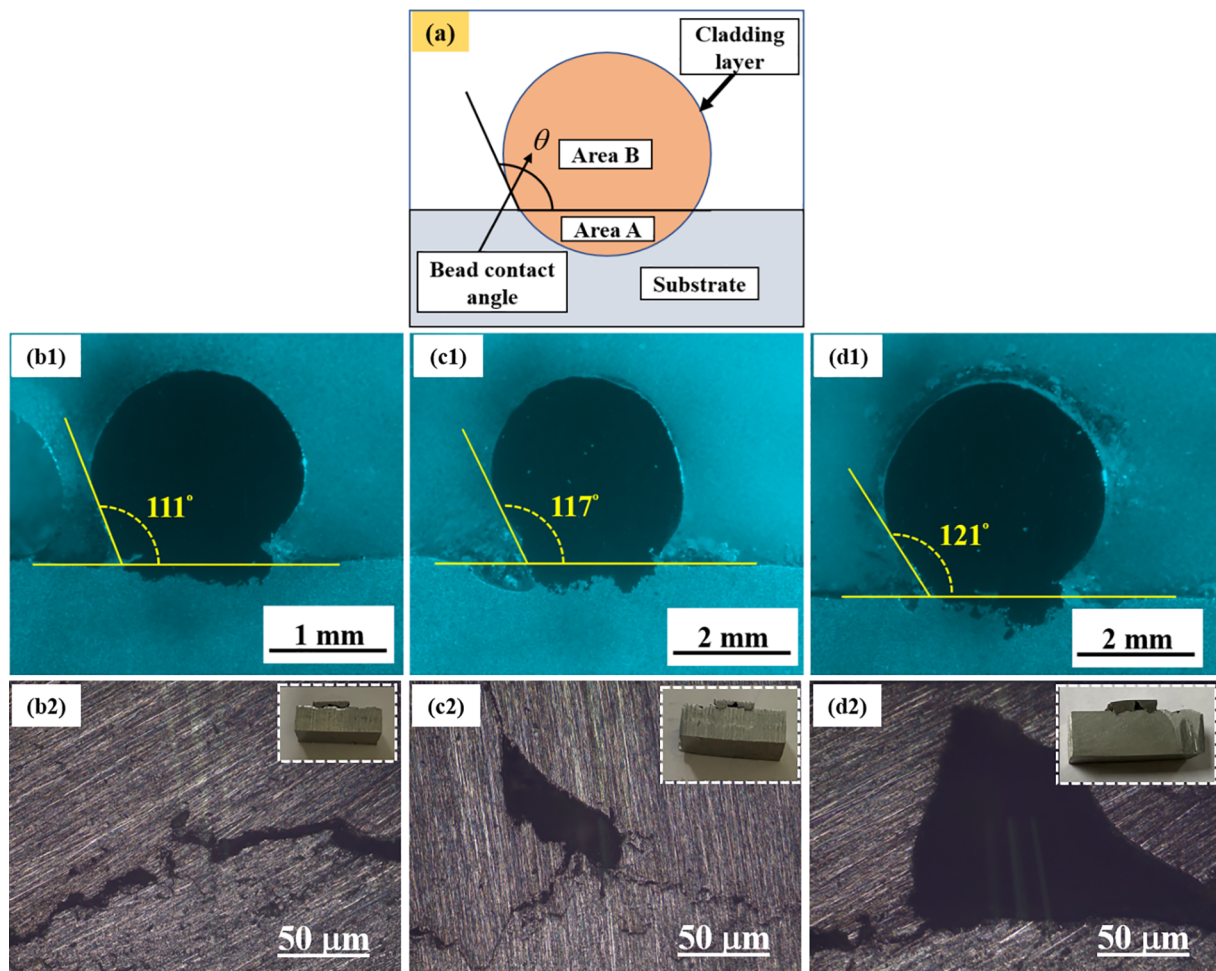 (a)
Cladding
layer
θ
Area B
Area A
Bead contact
angle
Substrate
(b1)
111°
1 mm
(c1)
117°
2 mm
(d1)
121°
2 mm
(b2)
50 μm
(c2)
50 μm
(d2)
50 μm